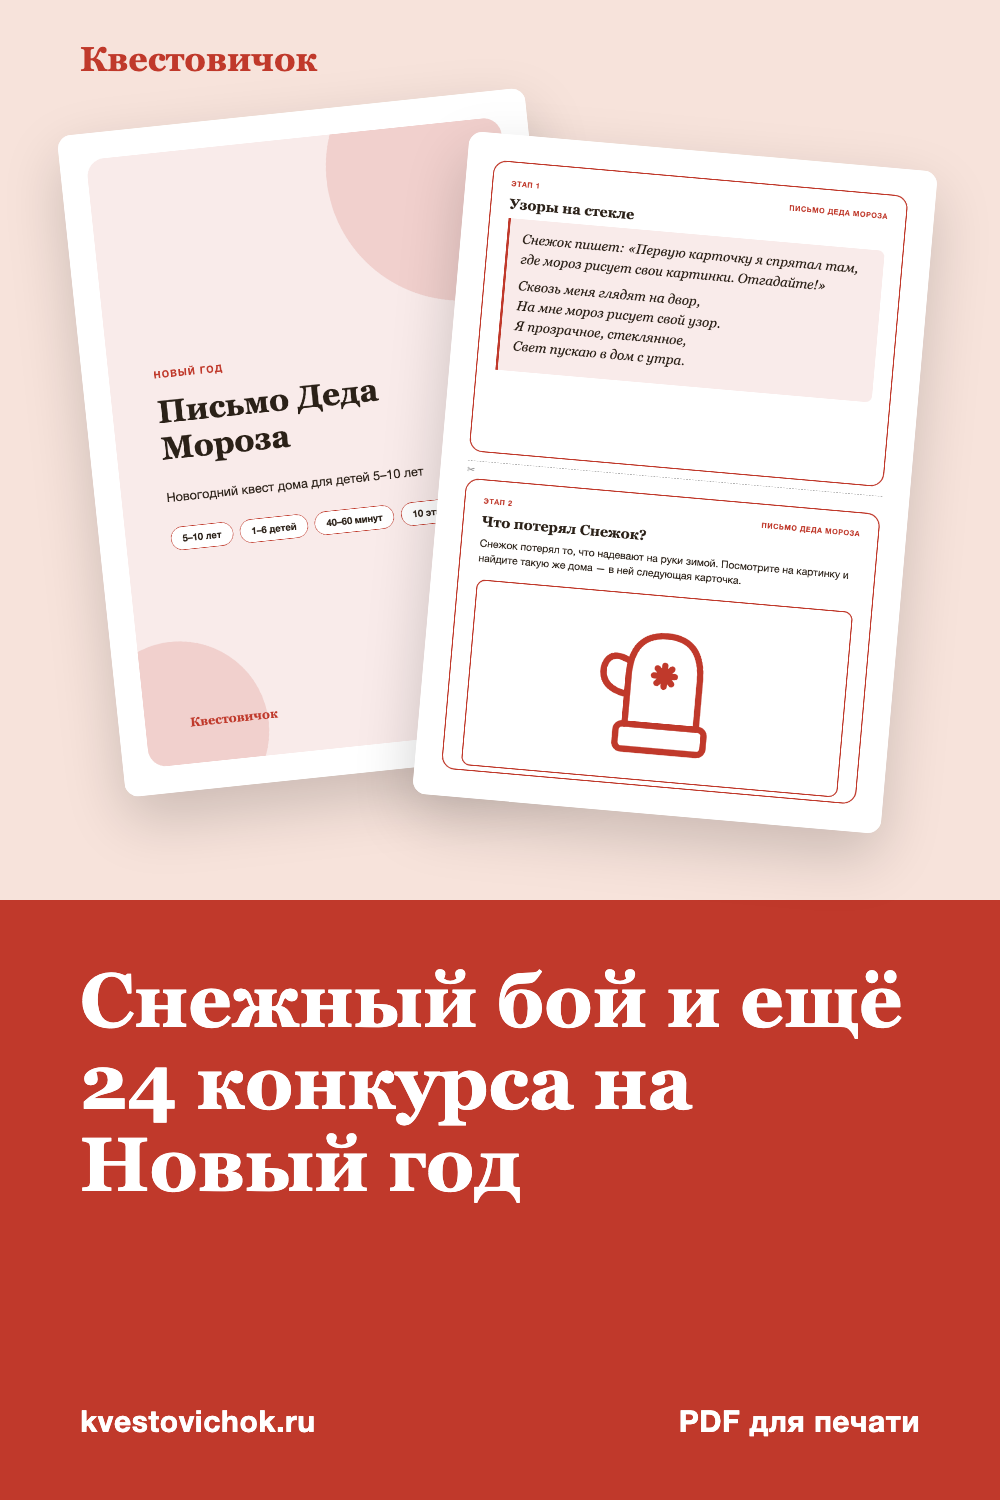 Квестовичок
НОВЫЙ ГОД
Письмо Деда
Мороза
Новогодний квест дома для детей 5–10 лет
5–10 лет
1–6 детей
40–60 минут
10 эт
Квестовичок
ЭТАП 1
ПИСЬМО ДЕДА МОРОЗА
Узоры на стекле
Снежок пишет: «Первую карточку я спрятал там,
где мороз рисует свои картинки. Отгадайте!»
Сквозь меня глядят на двор,
На мне мороз рисует свой узор.
Я прозрачное, стеклянное,
Свет пускаю в дом с утра.
ЭТАП 2
ПИСЬМО ДЕДА МОРОЗА
Что потерял Снежок?
Снежок потерял то, что надевают на руки зимой. Посмотрите на картинку и
найдите такую же дома — в ней следующая карточка.
Снежный бой и ещё
24 конкурса на
Новый год
kvestovichok.ru
PDF для печати